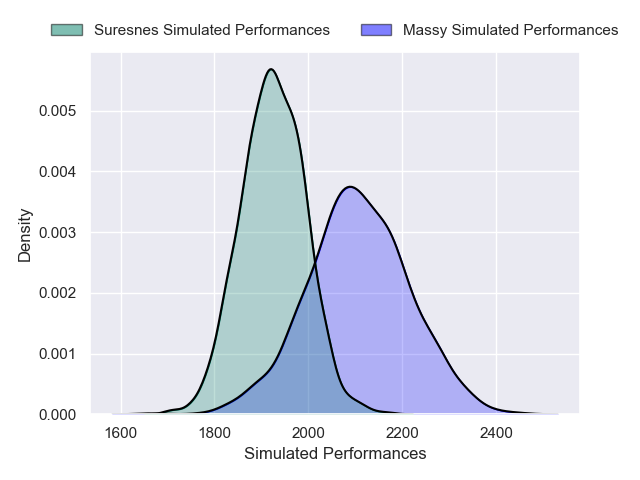 Suresnes Simulated Performances Massy Simulated Performances
0.005
0.004
0.003
0.002
0.001
0.000
Density
1600 1800 2000 2200 2400
Simulated Performances